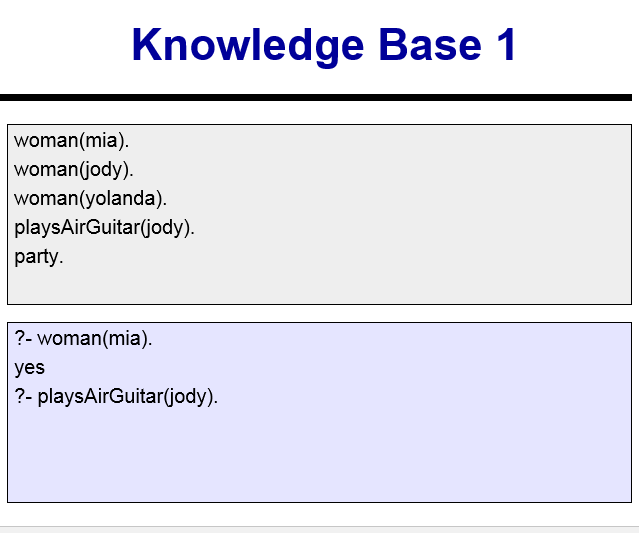 Knowledge Base 1
woman(mia).
woman(jody).
woman(yolanda).
playsAirGuitar(jody).
party.
?- woman(mia).
yes
?- playsAirGuitar(jody).